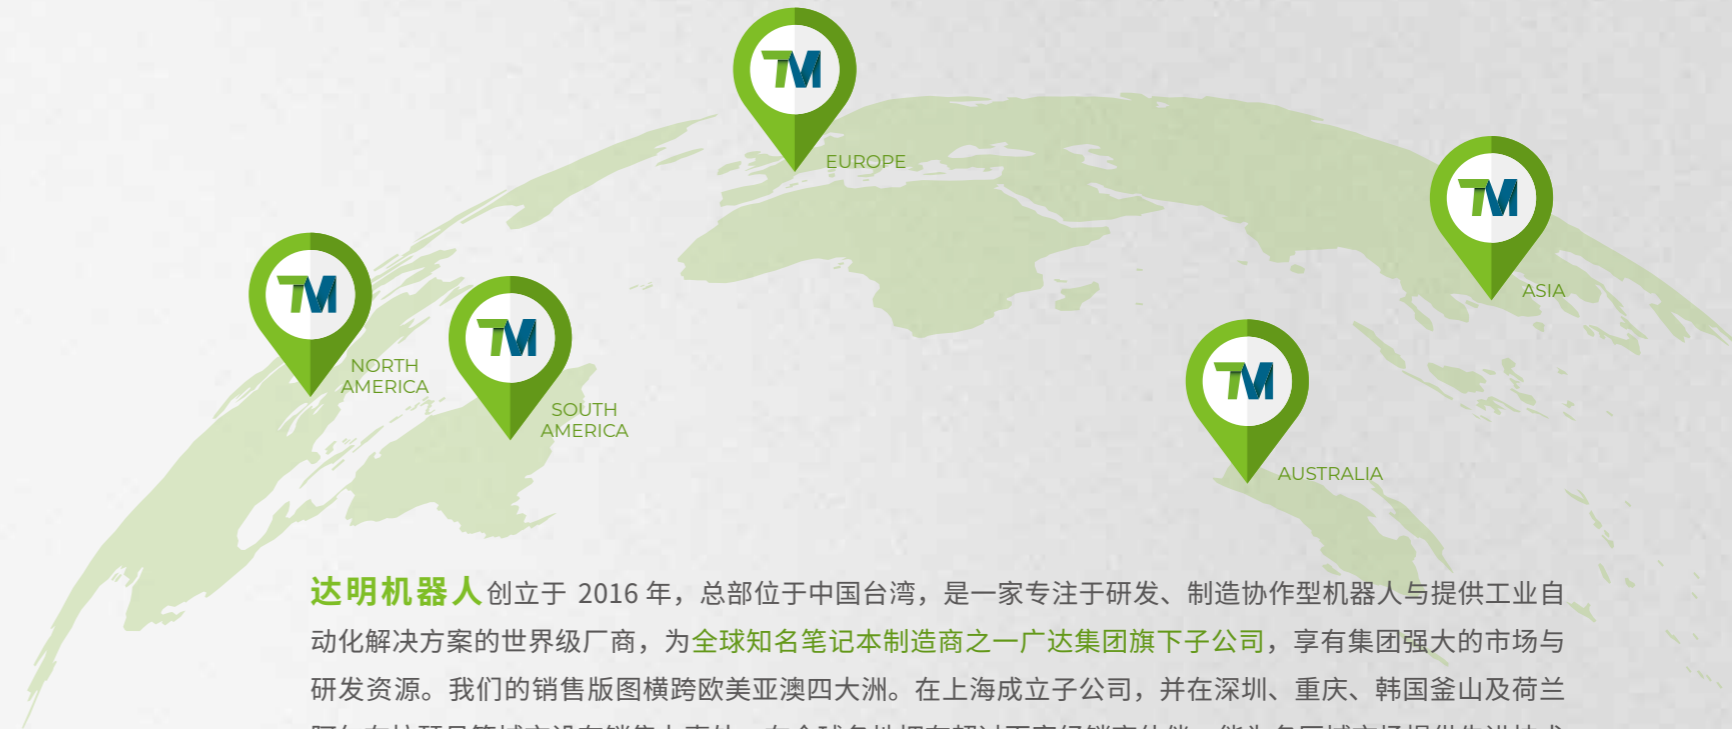 TM
EUROPE
TM
ASIA
TM
NORTH
AMERICA
TM
SOUTH
AMERICA
TM
AUSTRALIA
达明机器人创立于 2016 年，总部位于中国台湾，是一家专注于研发、制造协作型机器人与提供工业自
动化解决方案的世界级厂商，为全球知名笔记本制造商之一广达集团旗下子公司，享有集团强大的市场与
研发资源。我们的销售版图横跨欧美亚澳四大洲。在上海成立子公司，并在深圳、重庆、韩国釜山及荷兰